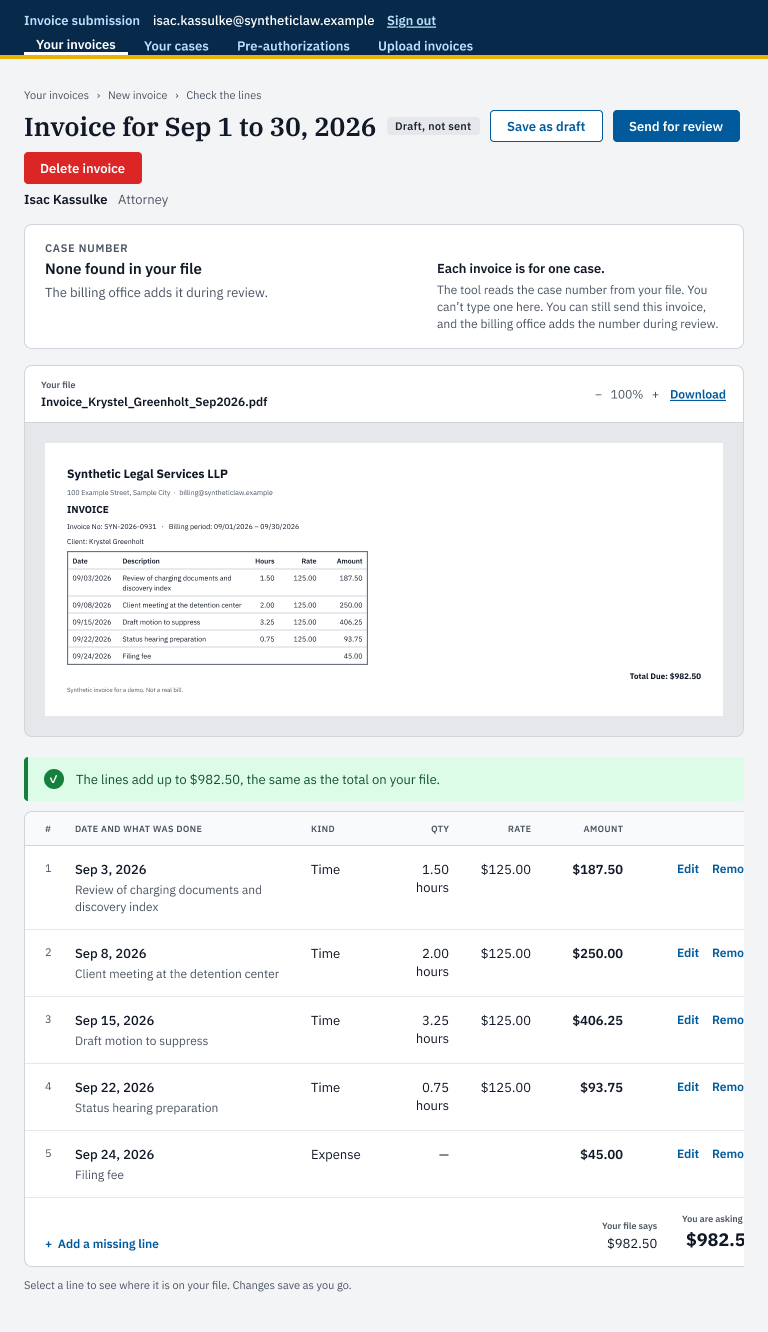 Invoice submission isac.kassulke@syntheticlaw.example Sign out
Your invoices Your cases Pre-authorizations Upload invoices
Your invoices › New invoice › Check the lines
Invoice for Sep 1 to 30, 2026 Draft, not sent Save as draft Send for review
Delete invoice
Isac Kassulke Attorney
CASE NUMBER
None found in your file
The billing office adds it during review.
Each invoice is for one case.
The tool reads the case number from your file. You
can’t type one here. You can still send this invoice,
and the billing office adds the number during review.
Your file
Invoice_Krystel_Greenholt_Sep2026.pdf
− 100% + Download
Synthetic Legal Services LLP
100 Example Street, Sample City · billing@syntheticlaw.example
INVOICE
Invoice No: SYN-2026-0931 · Billing period: 09/01/2026 – 09/30/2026
Client: Krystel Greenholt
Date Description Hours Rate Amount
09/03/2026 Review of charging documents and 1.50 125.00 187.50
discovery index
09/08/2026 Client meeting at the detention center 2.00 125.00 250.00
09/15/2026 Draft motion to suppress 3.25 125.00 406.25
09/22/2026 Status hearing preparation 0.75 125.00 93.75
09/24/2026 Filing fee 45.00
Total Due: $982.50
Synthetic invoice for a demo. Not a real bill.
The lines add up to $982.50, the same as the total on your file.
# DATE AND WHAT WAS DONE KIND QTY RATE AMOUNT
1 Sep 3, 2026 Time 1.50 $125.00 $187.50 Edit Remo
Review of charging documents and hours
discovery index
2 Sep 8, 2026 Time 2.00 $125.00 $250.00 Edit Remo
Client meeting at the detention center hours
3 Sep 15, 2026 Time 3.25 $125.00 $406.25 Edit Remo
Draft motion to suppress hours
4 Sep 22, 2026 Time 0.75 $125.00 $93.75 Edit Remo
Status hearing preparation hours
5 Sep 24, 2026 Expense — $45.00 Edit Remo
Filing fee
Your file says You are asking
+ Add a missing line $982.50 $982.5
Select a line to see where it is on your file. Changes save as you go.